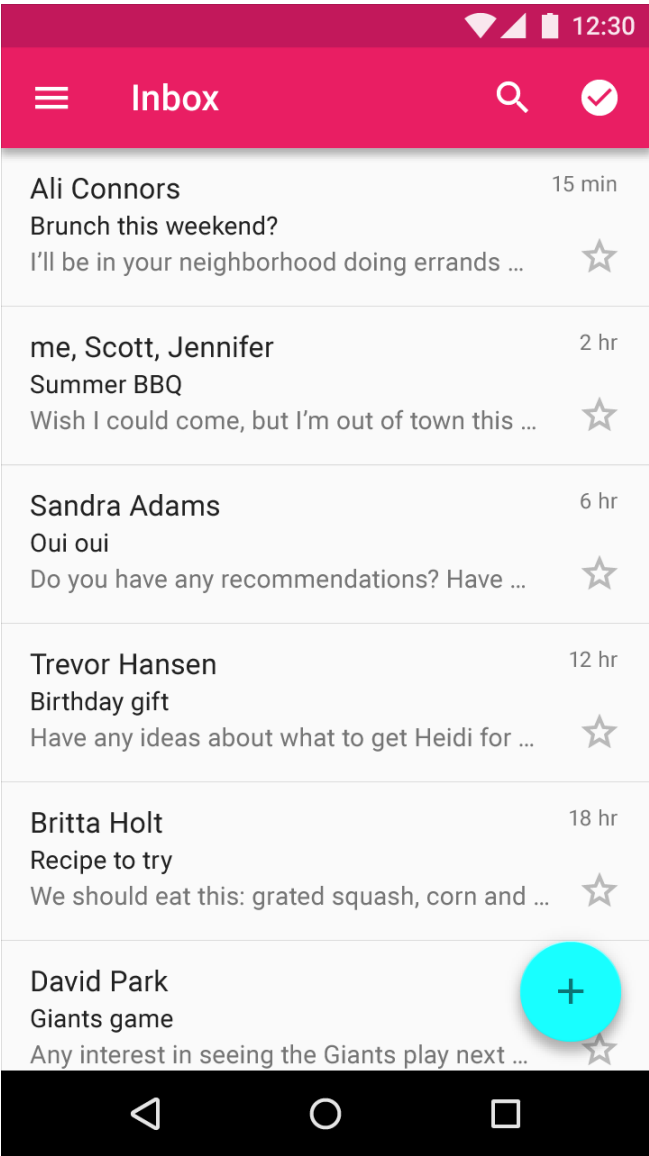 12:30
Inbox
Ali Connors
15 min
Brunch this weekend?
I’ll be in your neighborhood doing errands ...
me, Scott, Jennifer
2 hr
Summer BBQ
Wish I could come, but I’m out of town this ...
Sandra Adams
6 hr
Oui oui
Do you have any recommendations? Have ...
Trevor Hansen
12 hr
Birthday gift
Have any ideas about what to get Heidi for ...
Britta Holt
18 hr
Recipe to try
We should eat this: grated squash, corn and ...
David Park
Giants game
Any interest in seeing the Giants play next ...